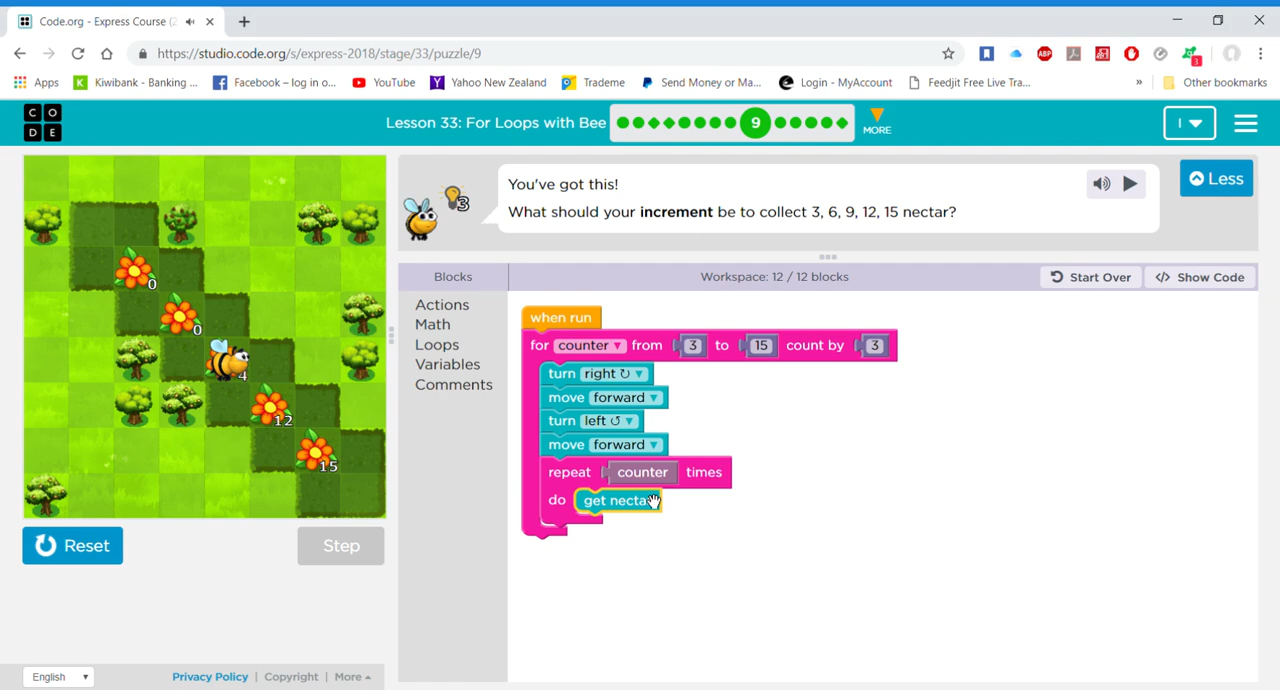 Code.org - Express Course (2
https://studio.code.org/s/express-2018/stage/33/puzzle/9
ABP
3
Apps
Kiwibank - Banking ...
Facebook – log in o...
YouTube
Yahoo New Zealand
Trademe
Send Money or Ma...
Login - MyAccount
Feedjit Free Live Tra...
»
Other bookmarks
C O
D E
Lesson 33: For Loops with Bee
9
MORE
I
3
You've got this!
What should your increment be to collect 3, 6, 9, 12, 15 nectar?
Less
Blocks
Workspace: 12 / 12 blocks
Start Over
</> Show Code
Actions
Math
Loops
Variables
Comments
when run
for counter from 3 to 15 count by 3
turn right ↻
move forward
turn left ↺
move forward
repeat counter times
do get necta
0
0
4
12
15
Reset
Step
English
Privacy Policy | Copyright | More